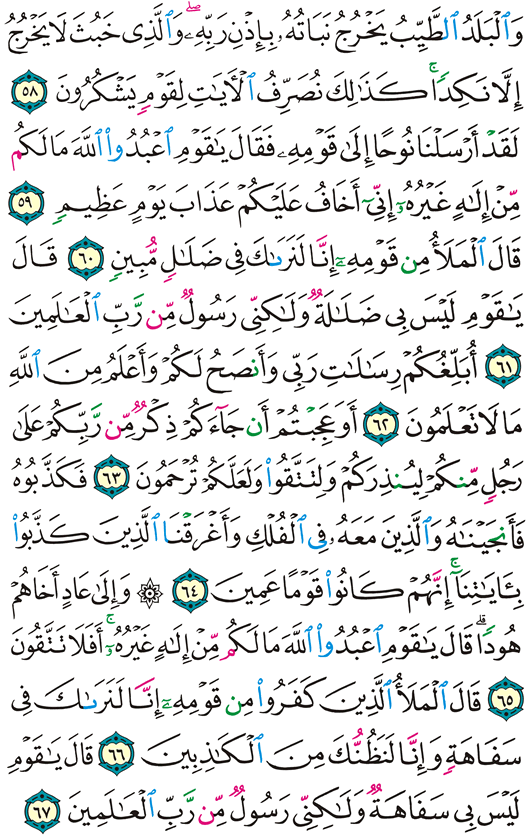 وَٱلۡبَلَدُ ٱلطَّيِّبُ يَخۡرُجُ نَبَاتُهُۥ بِإِذۡنِ رَبِّهِۦۖ وَٱلَّذِي خَبُثَ لَا يَخۡرُجُ
إِلَّا نَكِدٗاۚ كَذَٰلِكَ نُصَرِّفُ ٱلۡأٓيَٰتِ لِقَوۡمٖ يَشۡكُرُونَ ٥٨
لَقَدۡ أَرۡسَلۡنَا نُوحًا إِلَىٰ قَوۡمِهِۦ فَقَالَ يَٰقَوۡمِ ٱعۡبُدُواْ ٱللَّهَ مَا لَكُم
مِّنۡ إِلَٰهٍ غَيۡرُهُۥٓ إِنِّيٓ أَخَافُ عَلَيۡكُمۡ عَذَابَ يَوۡمٍ عَظِيمٖ ٥٩
قَالَ ٱلۡمَلَأُ مِن قَوۡمِهِۦٓ إِنَّا لَنَرَىٰكَ فِي ضَلَٰلٖ مُّبِينٖ ٦٠ قَالَ
يَٰقَوۡمِ لَيۡسَ بِي ضَلَٰلَةٞ وَلَٰكِنِّي رَسُولٞ مِّن رَّبِّ ٱلۡعَٰلَمِينَ
٦١ أُبَلِّغُكُمۡ رِسَٰلَٰتِ رَبِّي وَأَنصَحُ لَكُمۡ وَأَعۡلَمُ مِنَ ٱللَّهِ
مَا لَا تَعۡلَمُونَ ٦٢ أَوَعَجِبۡتُمۡ أَن جَآءَكُمۡ ذِكۡرٞ مِّن رَّبِّكُمۡ عَلَىٰ
رَجُلٖ مِّنكُمۡ لِيُنذِرَكُمۡ وَلِتَتَّقُواْ وَلَعَلَّكُمۡ تُرۡحَمُونَ ٦٣ فَكَذَّبُوهُ
فَأَنجَيۡنَٰهُ وَٱلَّذِينَ مَعَهُۥ فِي ٱلۡفُلۡكِ وَأَغۡرَقۡنَا ٱلَّذِينَ كَذَّبُواْ
بِـَٔايَٰتِنَآۚ إِنَّهُمۡ كَانُواْ قَوۡمًا عَمِينَ ٦٤ ۞ وَإِلَىٰ عَادٍ أَخَاهُمۡ
هُودٗاۚ قَالَ يَٰقَوۡمِ ٱعۡبُدُواْ ٱللَّهَ مَا لَكُم مِّنۡ إِلَٰهٍ غَيۡرُهُۥٓۚ أَفَلَا تَتَّقُونَ
٦٥ قَالَ ٱلۡمَلَأُ ٱلَّذِينَ كَفَرُواْ مِن قَوۡمِهِۦٓ إِنَّا لَنَرَىٰكَ فِي
سَفَاهَةٖ وَإِنَّا لَنَظُنُّكَ مِنَ ٱلۡكَٰذِبِينَ ٦٦ قَالَ يَٰقَوۡمِ
لَيۡسَ بِي سَفَاهَةٞ وَلَٰكِنِّي رَسُولٞ مِّن رَّبِّ ٱلۡعَٰلَمِينَ ٦٧